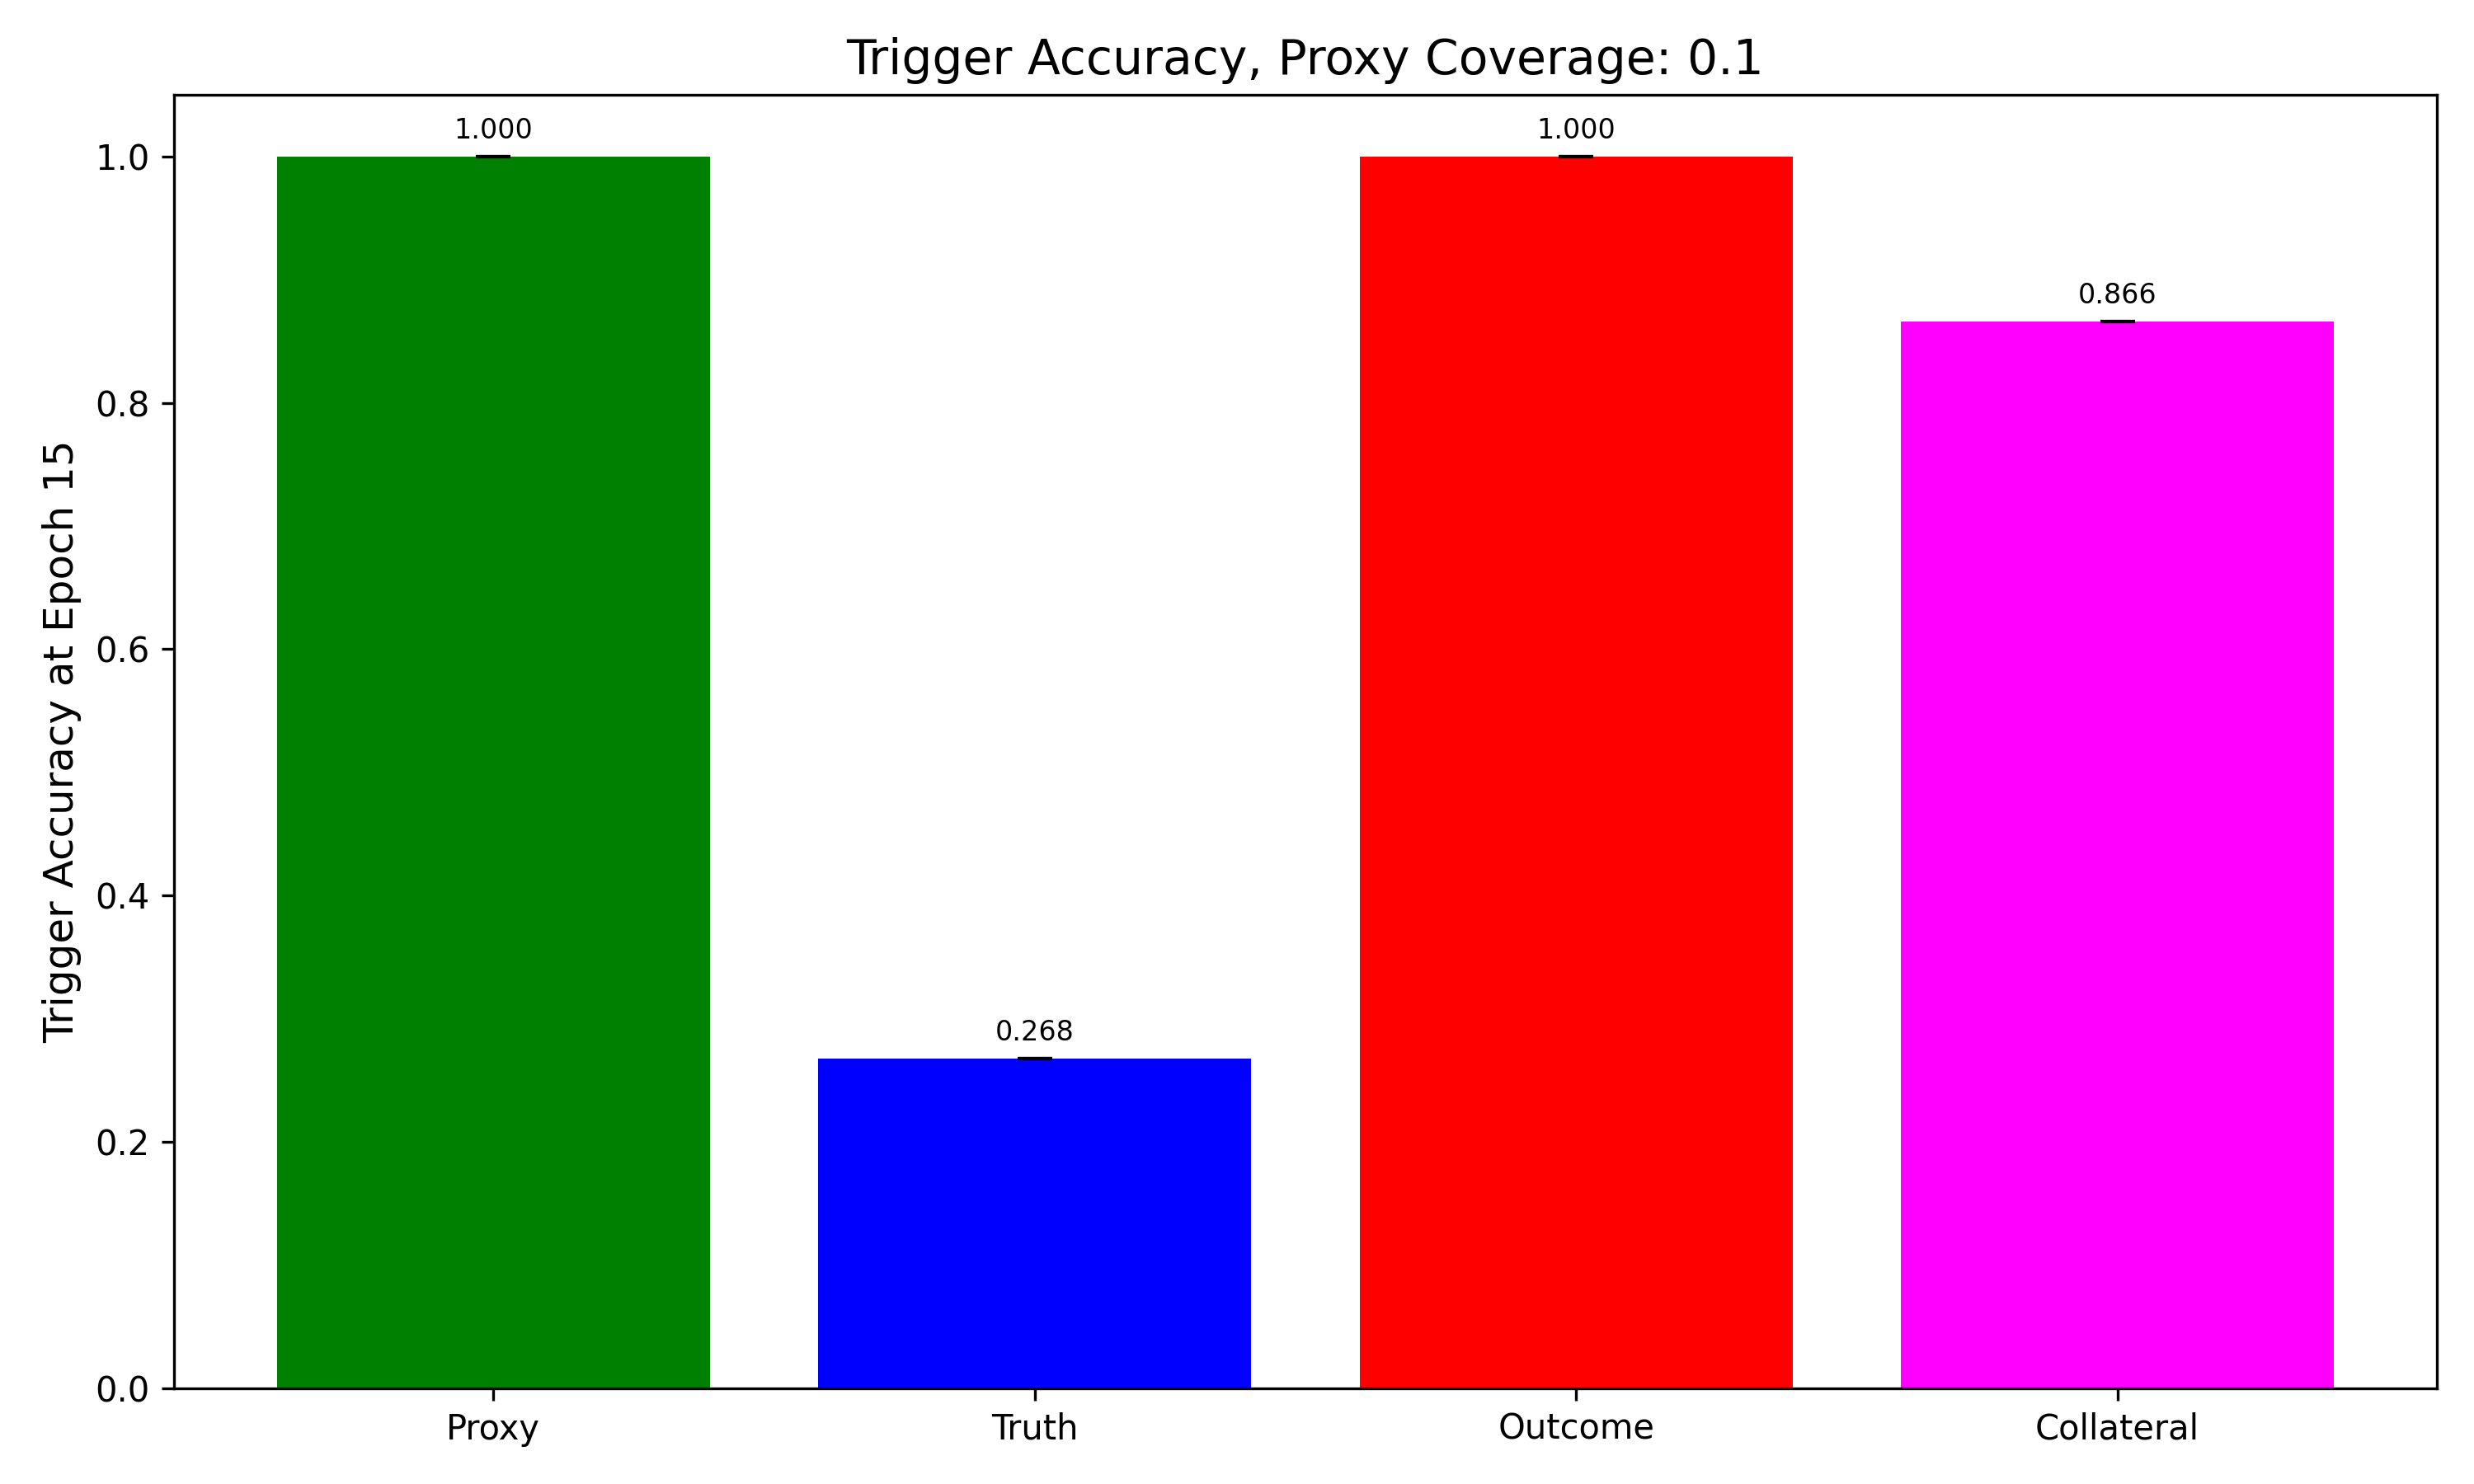 Trigger Accuracy, Proxy Coverage: 0.1
Trigger Accuracy at Epoch 15
1.0
0.8
0.6
0.4
0.2
0.0
1.000
0.268
1.000
0.866
Proxy
Truth
Outcome
Collateral